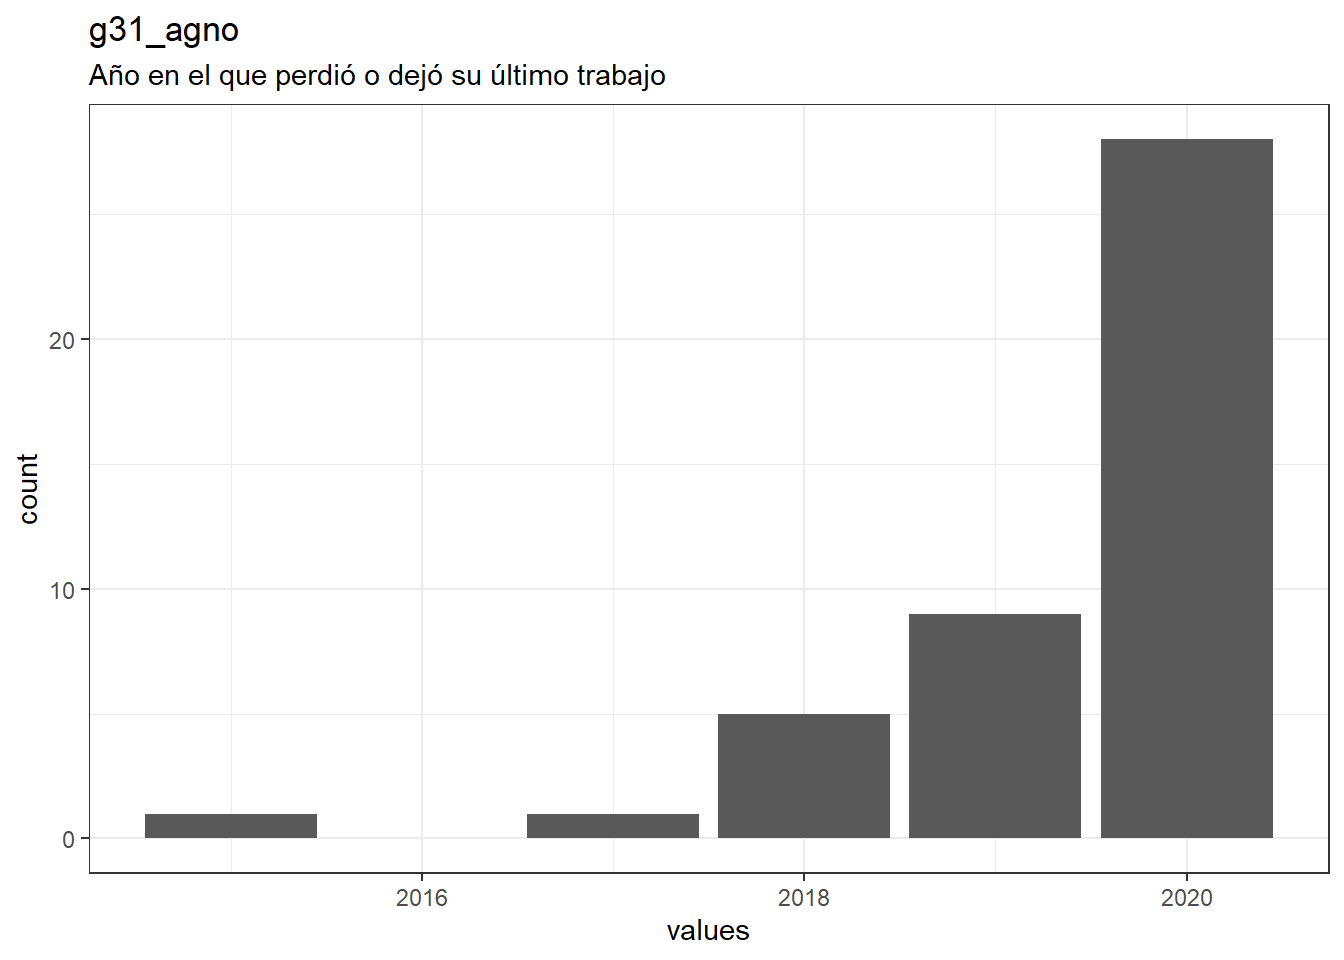 g31_agno
Año en el que perdió o dejó su último trabajo
20
10
0
count
2016 2018 2020
values